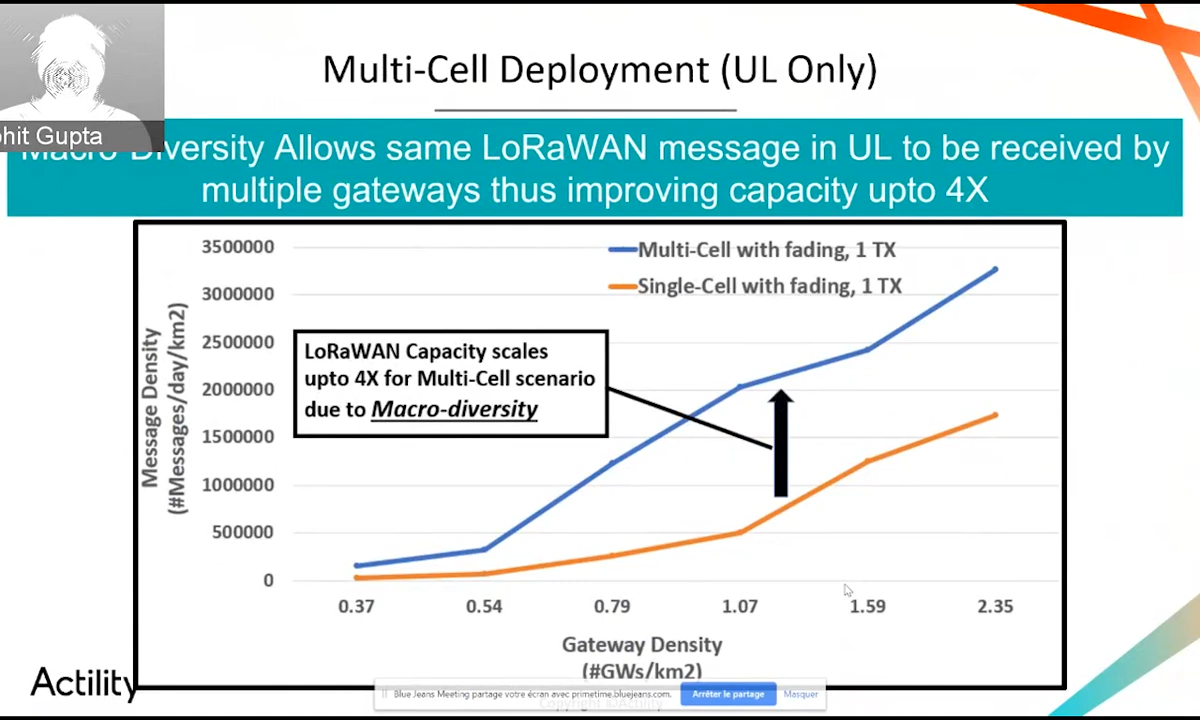 Multi-Cell Deployment (UL Only)
ohit Gupta
Macro Diversity Allows same LoRaWAN message in UL to be received by
multiple gateways thus improving capacity upto 4X
3500000
3000000
2500000
2000000
1500000
1000000
500000
0
Message Density
(#Messages/day/km2)
Multi-Cell with fading, 1 TX
Single-Cell with fading, 1 TX
LoRaWAN Capacity scales
upto 4X for Multi-Cell scenario
due to Macro-diversity
0.37 0.54 0.79 1.07 1.59 2.35
Gateway Density
(#GWs/km2)
Actility
Blue Jeans Meeting partage votre écran avec primetime.bluejeans.com. Arrêter le partage Masquer
Copyright ©Actility